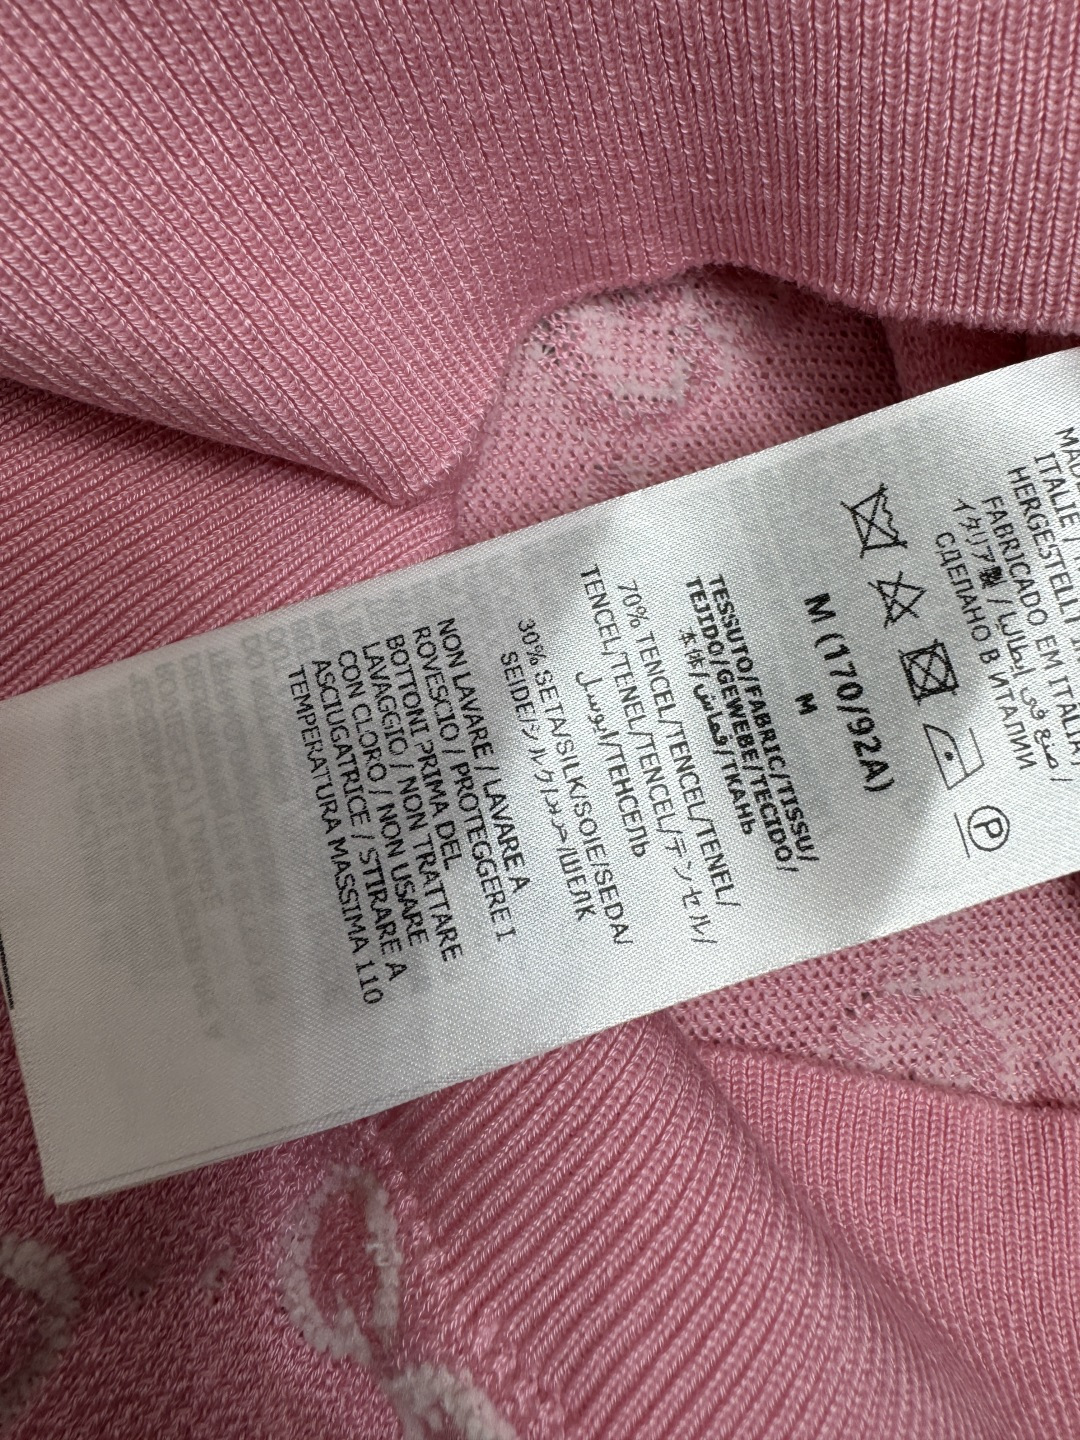 ITALIE /
HERGESTELLT IN
FABRICADO EM ITALIA/
イタリア製 / صنع في إيطاليا /
СДЕЛАНО В ИТАЛИИ
P
M (170/92A)
M
TESSUTO/FABRIC/TISSU/
TEJIDO/GEWEBE/TECIDO/
本体/قماش/ТКАНЬ
70% TENCEL/TENCEL/TENEL/
TENCEL/TENEL/TENCEL/テンセル/
ليوسل/ТЕНСЕЛЬ
30% SETA/SILK/SOIE/SEDA/
SEIDE/シルク/حرير/ШЕЛК
NON LAVARE / LAVARE A
ROVESCIO / PROTEGGERE I
BOTTONI PRIMA DEL
LAVAGGIO / NON TRATTARE
CON CLORO / NON USARE
ASCIUGATRICE / STIRARE A
TEMPERATURA MASSIMA 110